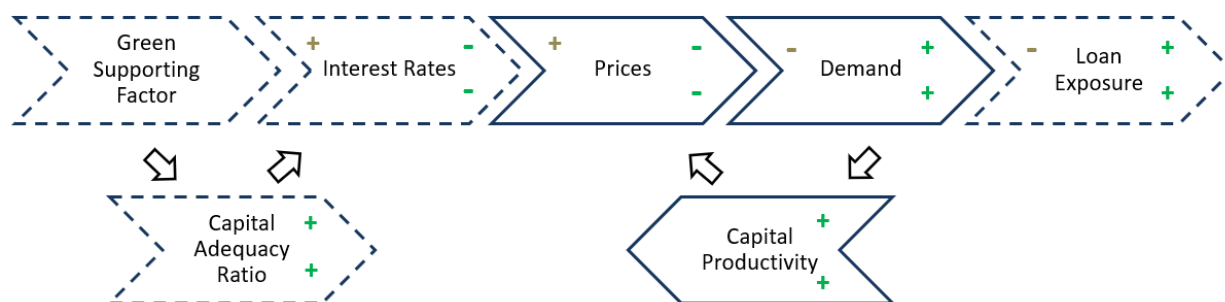 Green
Supporting
Factor
+ - -
Interest Rates
+ - -
Prices
- + +
Demand
- + +
Loan
Exposure
Capital
Adequacy
Ratio
+ +
Capital
Productivity
+ +